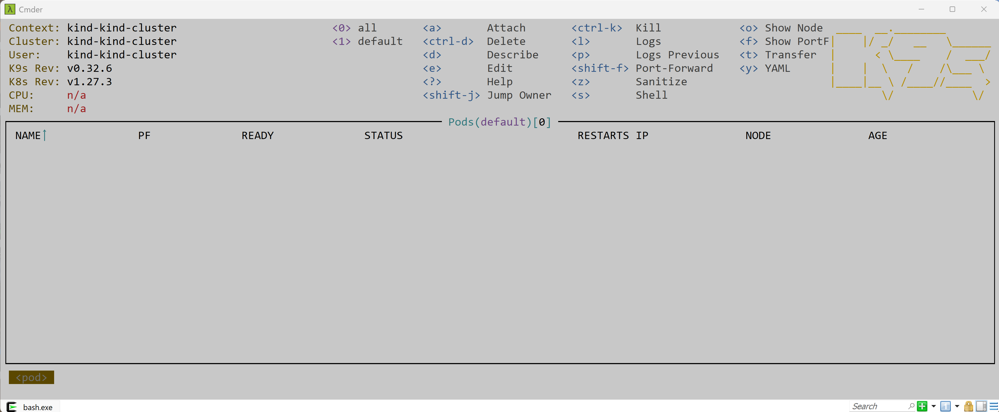 Cmder
Context: kind-kind-cluster <0> all <a> Attach <ctrl-k> Kill <o> Show Node
Cluster: kind-kind-cluster <1> default <ctrl-d> Delete <l> Logs <f> Show PortF
User: kind-kind-cluster <d> Describe <p> Logs Previous <t> Transfer
K9s Rev: v0.32.6 <e> Edit <shift-f> Port-Forward <y> YAML
K8s Rev: v1.27.3 <?> Help <z> Sanitize
CPU: n/a <shift-j> Jump Owner <s> Shell
MEM: n/a
Pods(default)[0]
NAME↑ PF READY STATUS RESTARTS IP NODE AGE
<pod>
bash.exe Search